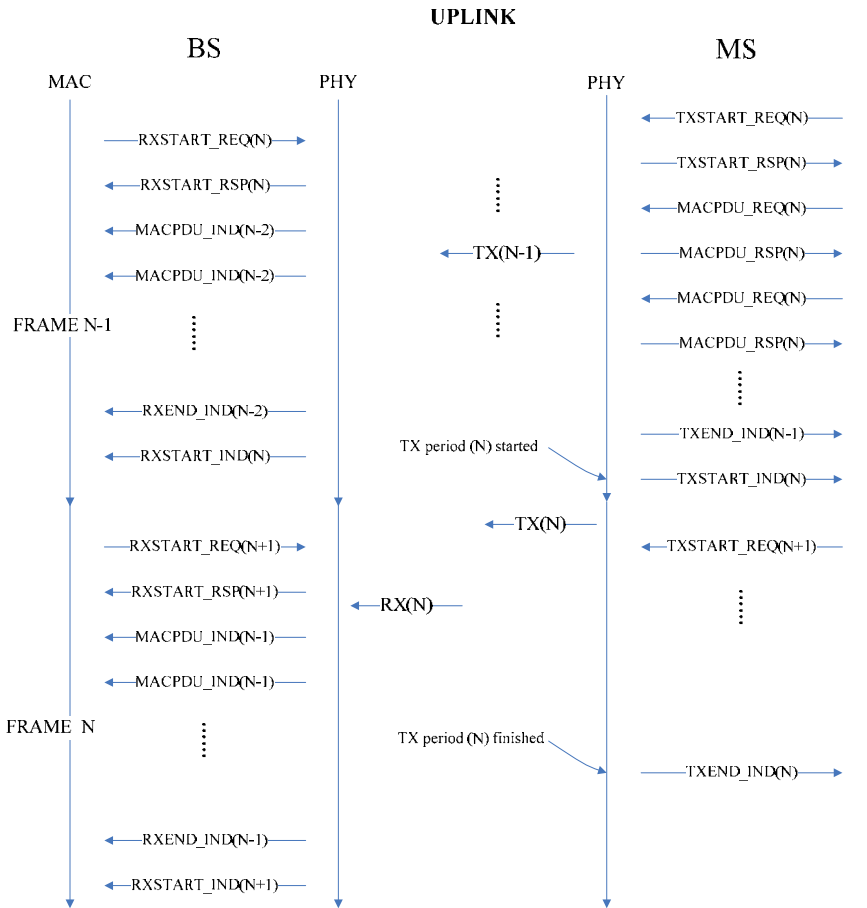 UPLINK
BS
MS
MAC
PHY
PHY
TXSTART_REQ(N)
RXSTART_REQ(N)
TXSTART_RSP(N)
RXSTART_RSP(N)
MACPDU_REQ(N)
MACPDU_IND(N-2)
TX(N-1)
MACPDU_RSP(N)
MACPDU_IND(N-2)
MACPDU_REQ(N)
FRAME N-1
MACPDU_RSP(N)
RXEND_IND(N-2)
TXEND_IND(N-1)
TX period (N) started
RXSTART_IND(N)
TXSTART_IND(N)
TX(N)
RXSTART_REQ(N+1)
TXSTART_REQ(N+1)
RXSTART_RSP(N+1)
RX(N)
MACPDU_IND(N-1)
MACPDU_IND(N-1)
FRAME N
TX period (N) finished
TXEND_IND(N)
RXEND_IND(N-1)
RXSTART_IND(N+1)